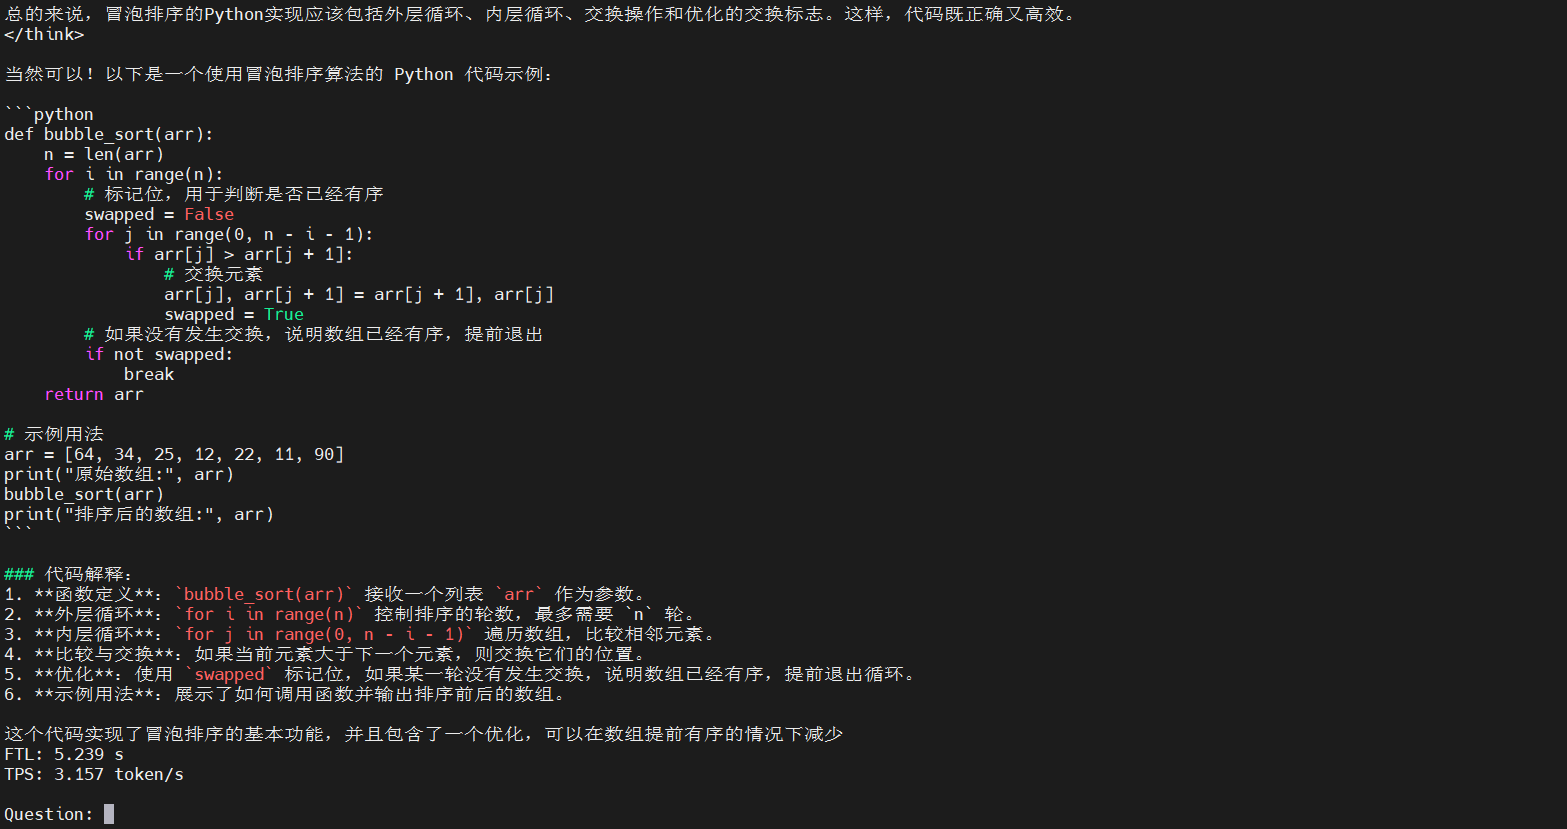 总的来说，冒泡排序的Python实现应该包括外层循环、内层循环、交换操作和优化的交换标志。这样，代码既正确又高效。
</think>

当然可以！以下是一个使用冒泡排序算法的 Python 代码示例：

```python
def bubble_sort(arr):
    n = len(arr)
    for i in range(n):
        # 标记位，用于判断是否已经有序
        swapped = False
        for j in range(0, n - i - 1):
            if arr[j] > arr[j + 1]:
                # 交换元素
                arr[j], arr[j + 1] = arr[j + 1], arr[j]
                swapped = True
        # 如果没有发生交换，说明数组已经有序，提前退出
        if not swapped:
            break
    return arr

# 示例用法
arr = [64, 34, 25, 12, 22, 11, 90]
print("原始数组:", arr)
bubble_sort(arr)
print("排序后的数组:", arr)
```

### 代码解释：
1. **函数定义**：`bubble_sort(arr)` 接收一个列表 `arr` 作为参数。
2. **外层循环**：`for i in range(n)` 控制排序的轮数，最多需要 `n` 轮。
3. **内层循环**：`for j in range(0, n - i - 1)` 遍历数组，比较相邻元素。
4. **比较与交换**：如果当前元素大于下一个元素，则交换它们的位置。
5. **优化**：使用 `swapped` 标记位，如果某一轮没有发生交换，说明数组已经有序，提前退出循环。
6. **示例用法**：展示了如何调用函数并输出排序前后的数组。

这个代码实现了冒泡排序的基本功能，并且包含了一个优化，可以在数组提前有序的情况下减少
FTL: 5.239 s
TPS: 3.157 token/s

Question: